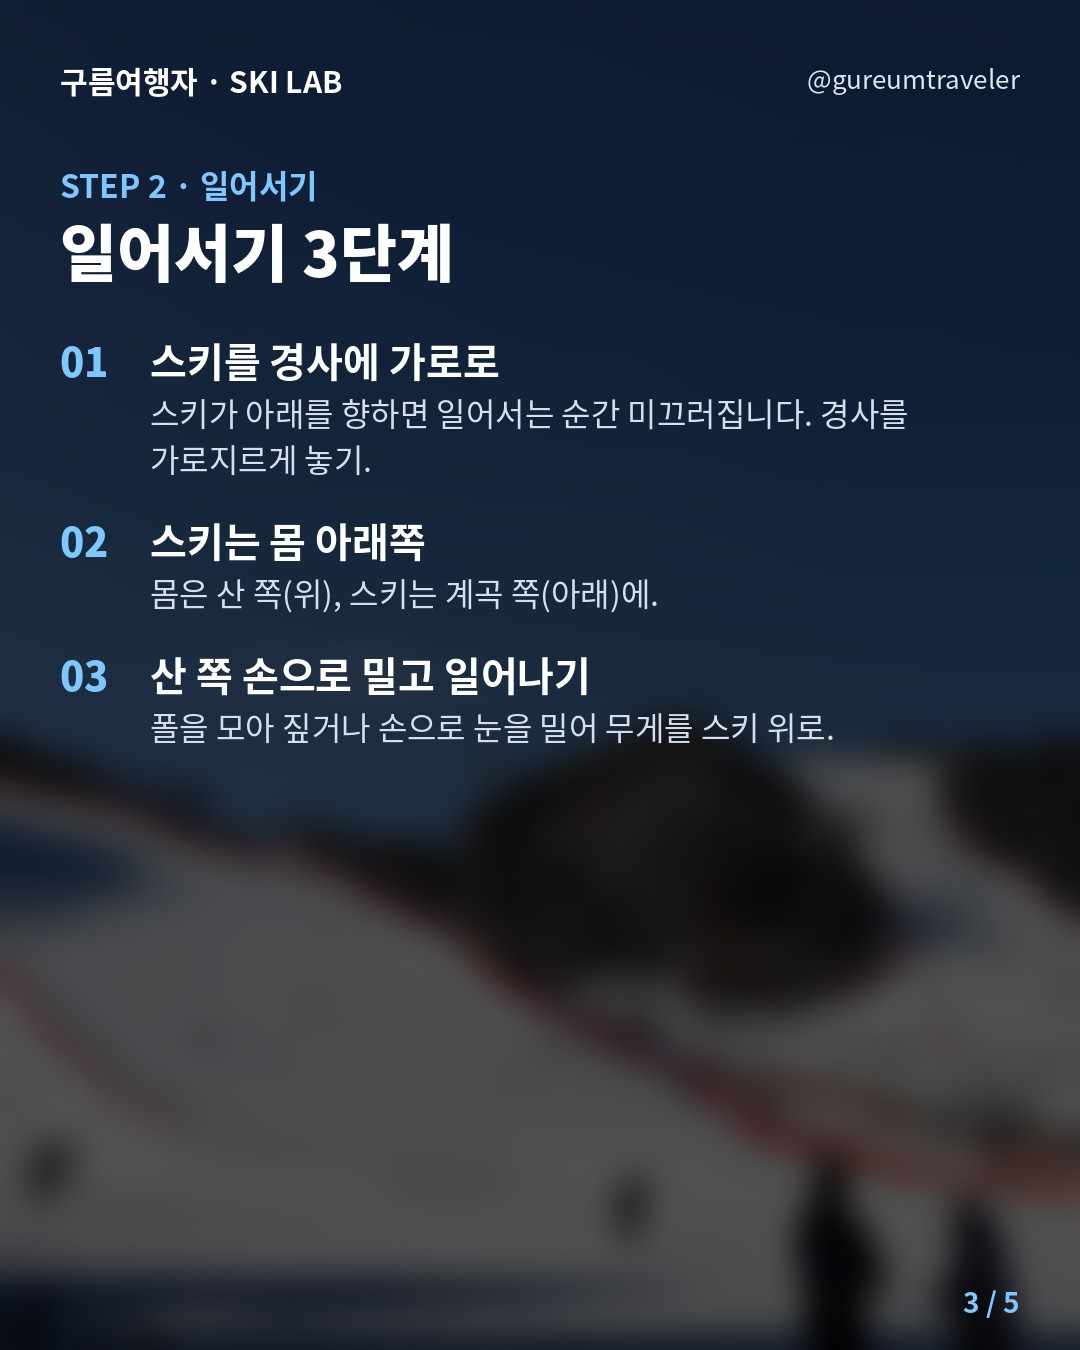 구름여행자 · SKI LAB
@gureumtraveler
STEP 2 · 일어서기
일어서기 3단계
01 스키를 경사에 가로로
스키가 아래를 향하면 일어서는 순간 미끄러집니다. 경사를
가로지르게 놓기.
02 스키는 몸 아래쪽
몸은 산 쪽(위), 스키는 계곡 쪽(아래)에.
03 산 쪽 손으로 밀고 일어나기
폴을 모아 짚거나 손으로 눈을 밀어 무게를 스키 위로.
3 / 5